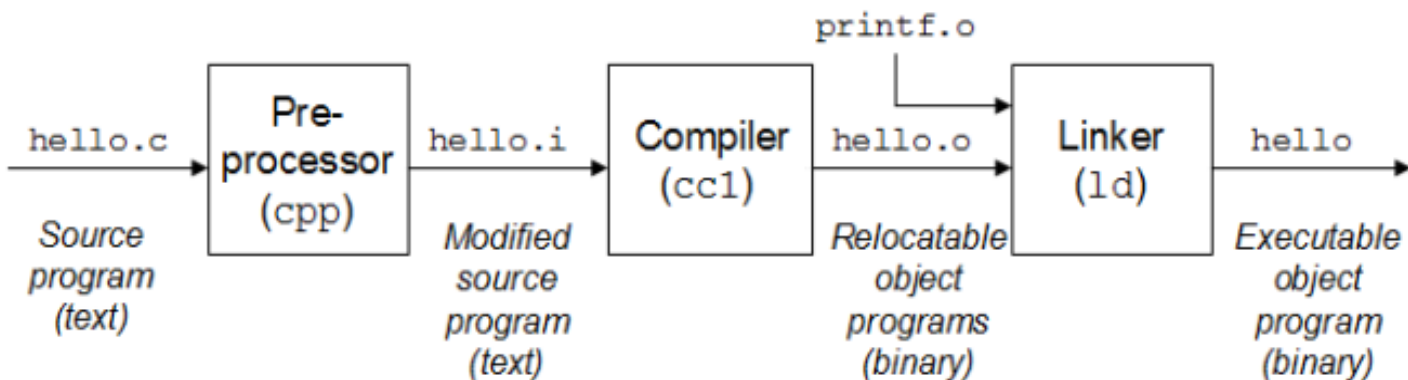 printf.o
hello.c
Pre-
processor
(cpp)
hello.i
Compiler
(cc1)
hello.o
Linker
(ld)
hello
Source
program
(text)
Modified
source
program
(text)
Relocatable
object
programs
(binary)
Executable
object
program
(binary)